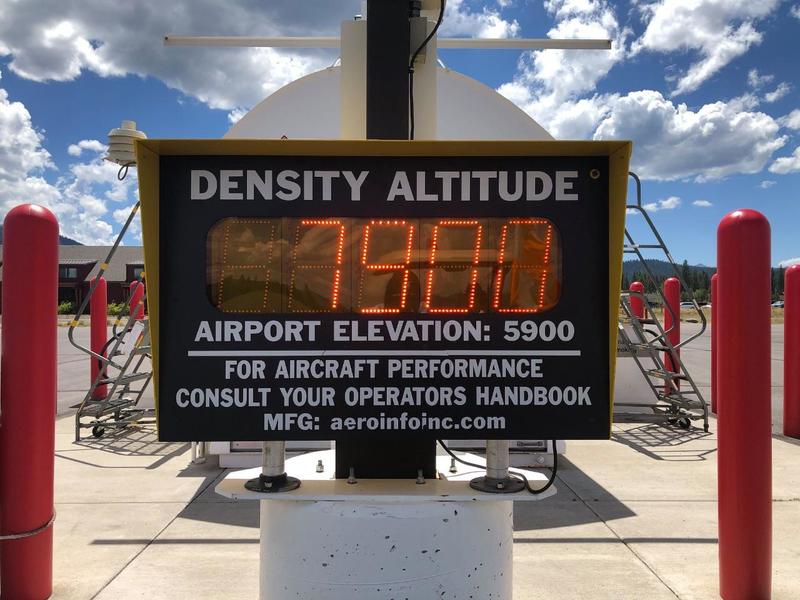 DENSITY ALTITUDE
7900
AIRPORT ELEVATION: 5900
FOR AIRCRAFT PERFORMANCE
CONSULT YOUR OPERATORS HANDBOOK
MFG: aeroinfoinc.com